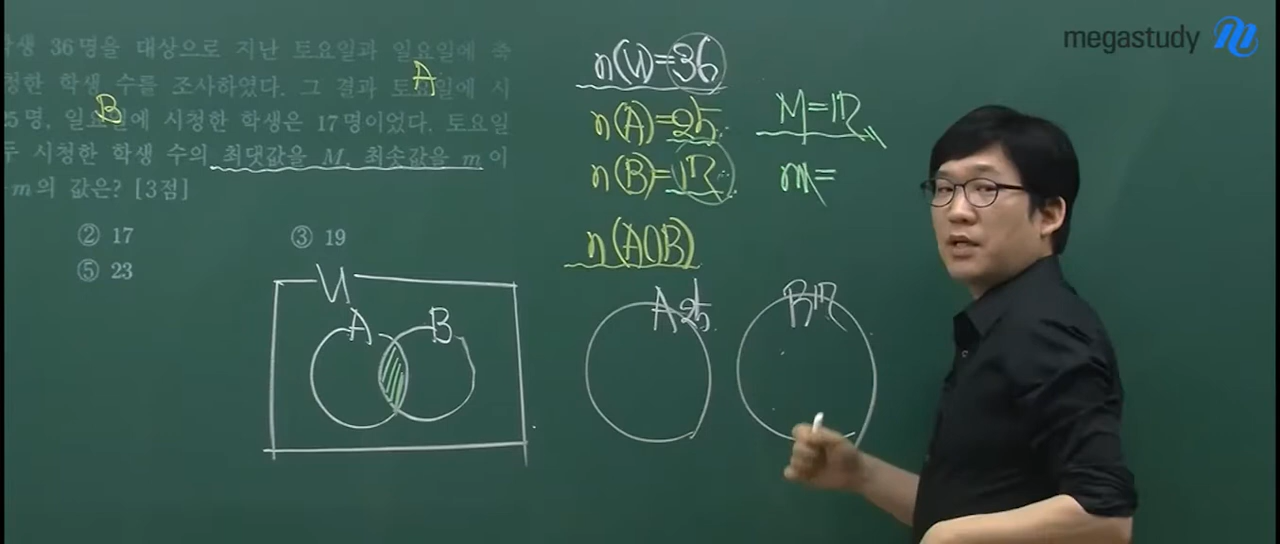 megastudy
생 36명을 대상으로 지난 토요일과 일요일에 축
청한 학생 수를 조사하였다. 그 결과 토요일에 시
A
25명, 일요일에 시청한 학생은 17명이었다. 토요일
B
두 시청한 학생 수의 최댓값을 M, 최솟값을 m이
m의 값은? [3점]
② 17
③ 19
⑤ 23
n(U)=36
n(A)=25
n(B)=17
n(A∩B)
M=17
m=
U
A
B
A 25
B 17